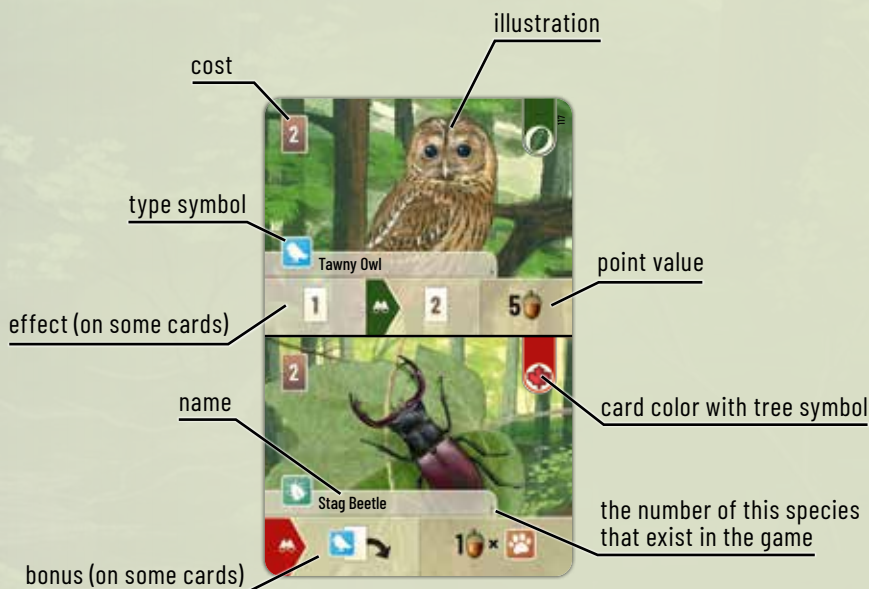 illustration
cost
2
117
type symbol
Tawny Owl
point value
1
2
5
effect (on some cards)
2
name
card color with tree symbol
Stag Beetle
the number of this species
that exist in the game
1 ×
bonus (on some cards)